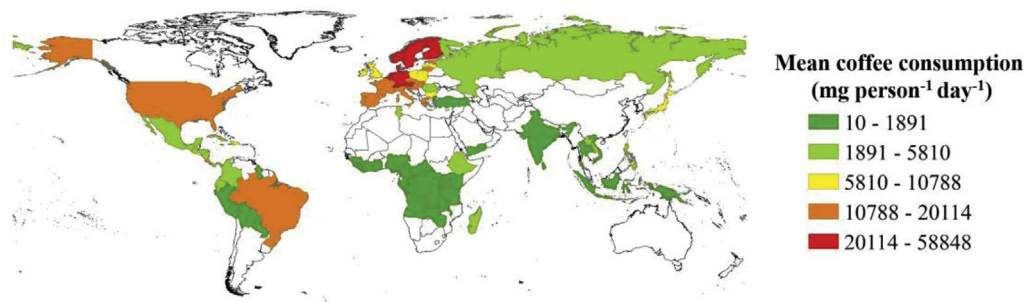 Mean coffee consumption
(mg person⁻¹ day⁻¹)
10 - 1891
1891 - 5810
5810 - 10788
10788 - 20114
20114 - 58848